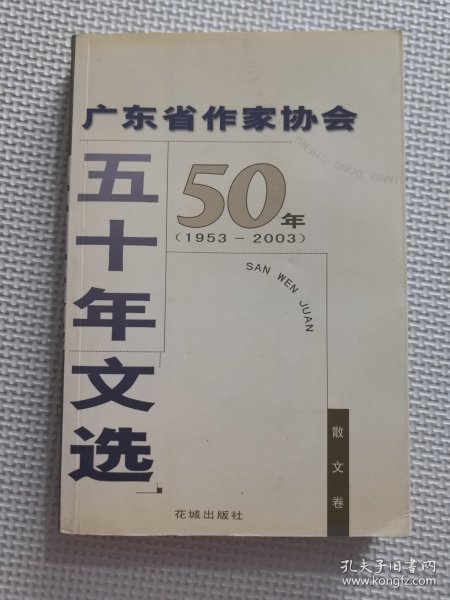 广东省作家协会
五十年文选
50年
(1953-2003)
SAN WEN JUAN
散文卷
花城出版社
孔夫子旧书网
www.kongfz.com